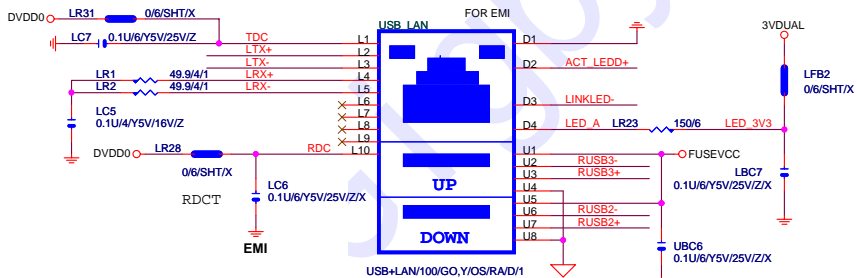 FOR EMI
USB_LAN
DVDD0
LR31
0/6/SHT/X
LC7
0.1U/6/Y5V/25V/Z
TDC
LTX+
LTX-
LR1
49.9/4/1
LRX+
LR2
49.9/4/1
LRX-
LC5
0.1U/4/Y5V/16V/Z
DVDD0
LR28
0/6/SHT/X
RDC
RDCT
LC6
0.1U/6/Y5V/25V/Z/X
EMI
L1
L2
L3
L4
L5
L6
L7
L8
L9
L10
UP
DOWN
D1
D2
D3
D4
U1
U2
U3
U4
U5
U6
U7
U8
USB+LAN/100/GO,Y/OS/RA/D/1
ACT_LEDD+
LINKLED-
LED_A
LR23
150/6
LED_3V3
3VDUAL
LFB2
0/6/SHT/X
FUSEVCC
RUSB3-
RUSB3+
RUSB2-
RUSB2+
LBC7
0.1U/6/Y5V/25V/Z/X
UBC6
0.1U/6/Y5V/25V/Z/X